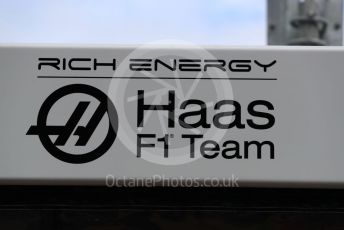 RICH ENERGY
Haas
F1® Team
OctanePhotos.co.uk